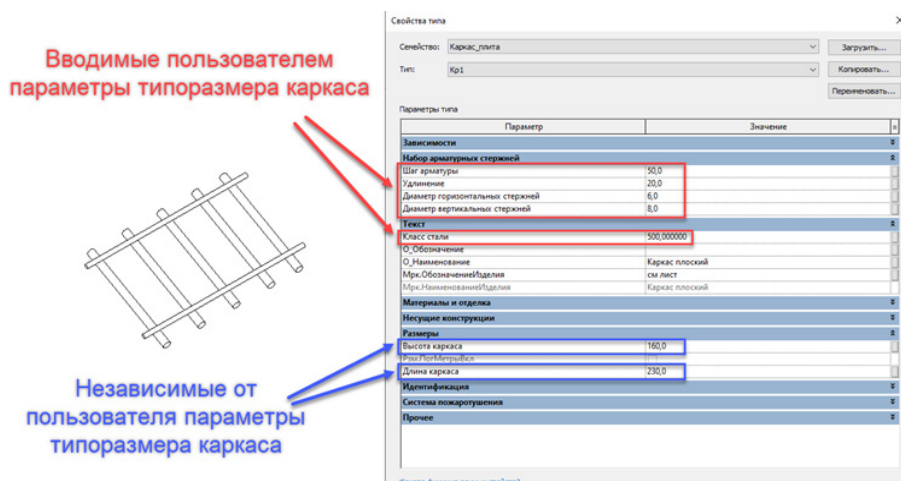 Свойства типа
Семейство: Каркас_плита Загрузить...
Тип: Кр1 Копировать...
Переименовать...
Вводимые пользователем
параметры типоразмера каркаса
Параметры типа
Параметр Значение
Зависимости
Набор арматурных стержней
Шаг арматуры 50,0
Удлинение 20,0
Диаметр горизонтальных стержней 6,0
Диаметр вертикальных стержней 8,0
Текст
Класс стали 500,000000
О_Обозначение
О_Наименование Каркас плоский
Мрк.ОбозначениеИзделия см лист
Мрк.НаименованиеИзделия Каркас плоский
Материалы и отделка
Несущие конструкции
Размеры
Высота каркаса 160,0
Рзм.ПогМетрыВкл
Длина каркаса 230,0
Идентификация
Система пожаротушения
Прочее
Независимые от
пользователя параметры
типоразмера каркаса